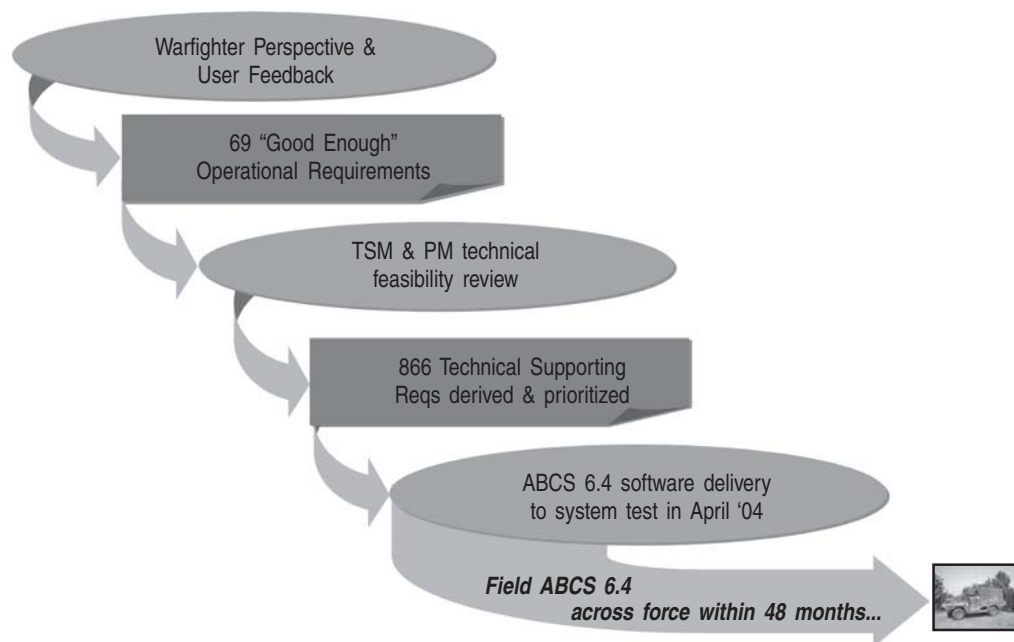 Warfighter Perspective &
User Feedback
69 “Good Enough”
Operational Requirements
TSM & PM technical
feasibility review
866 Technical Supporting
Reqs derived & prioritized
ABCS 6.4 software delivery
to system test in April ‘04
Field ABCS 6.4
across force within 48 months...